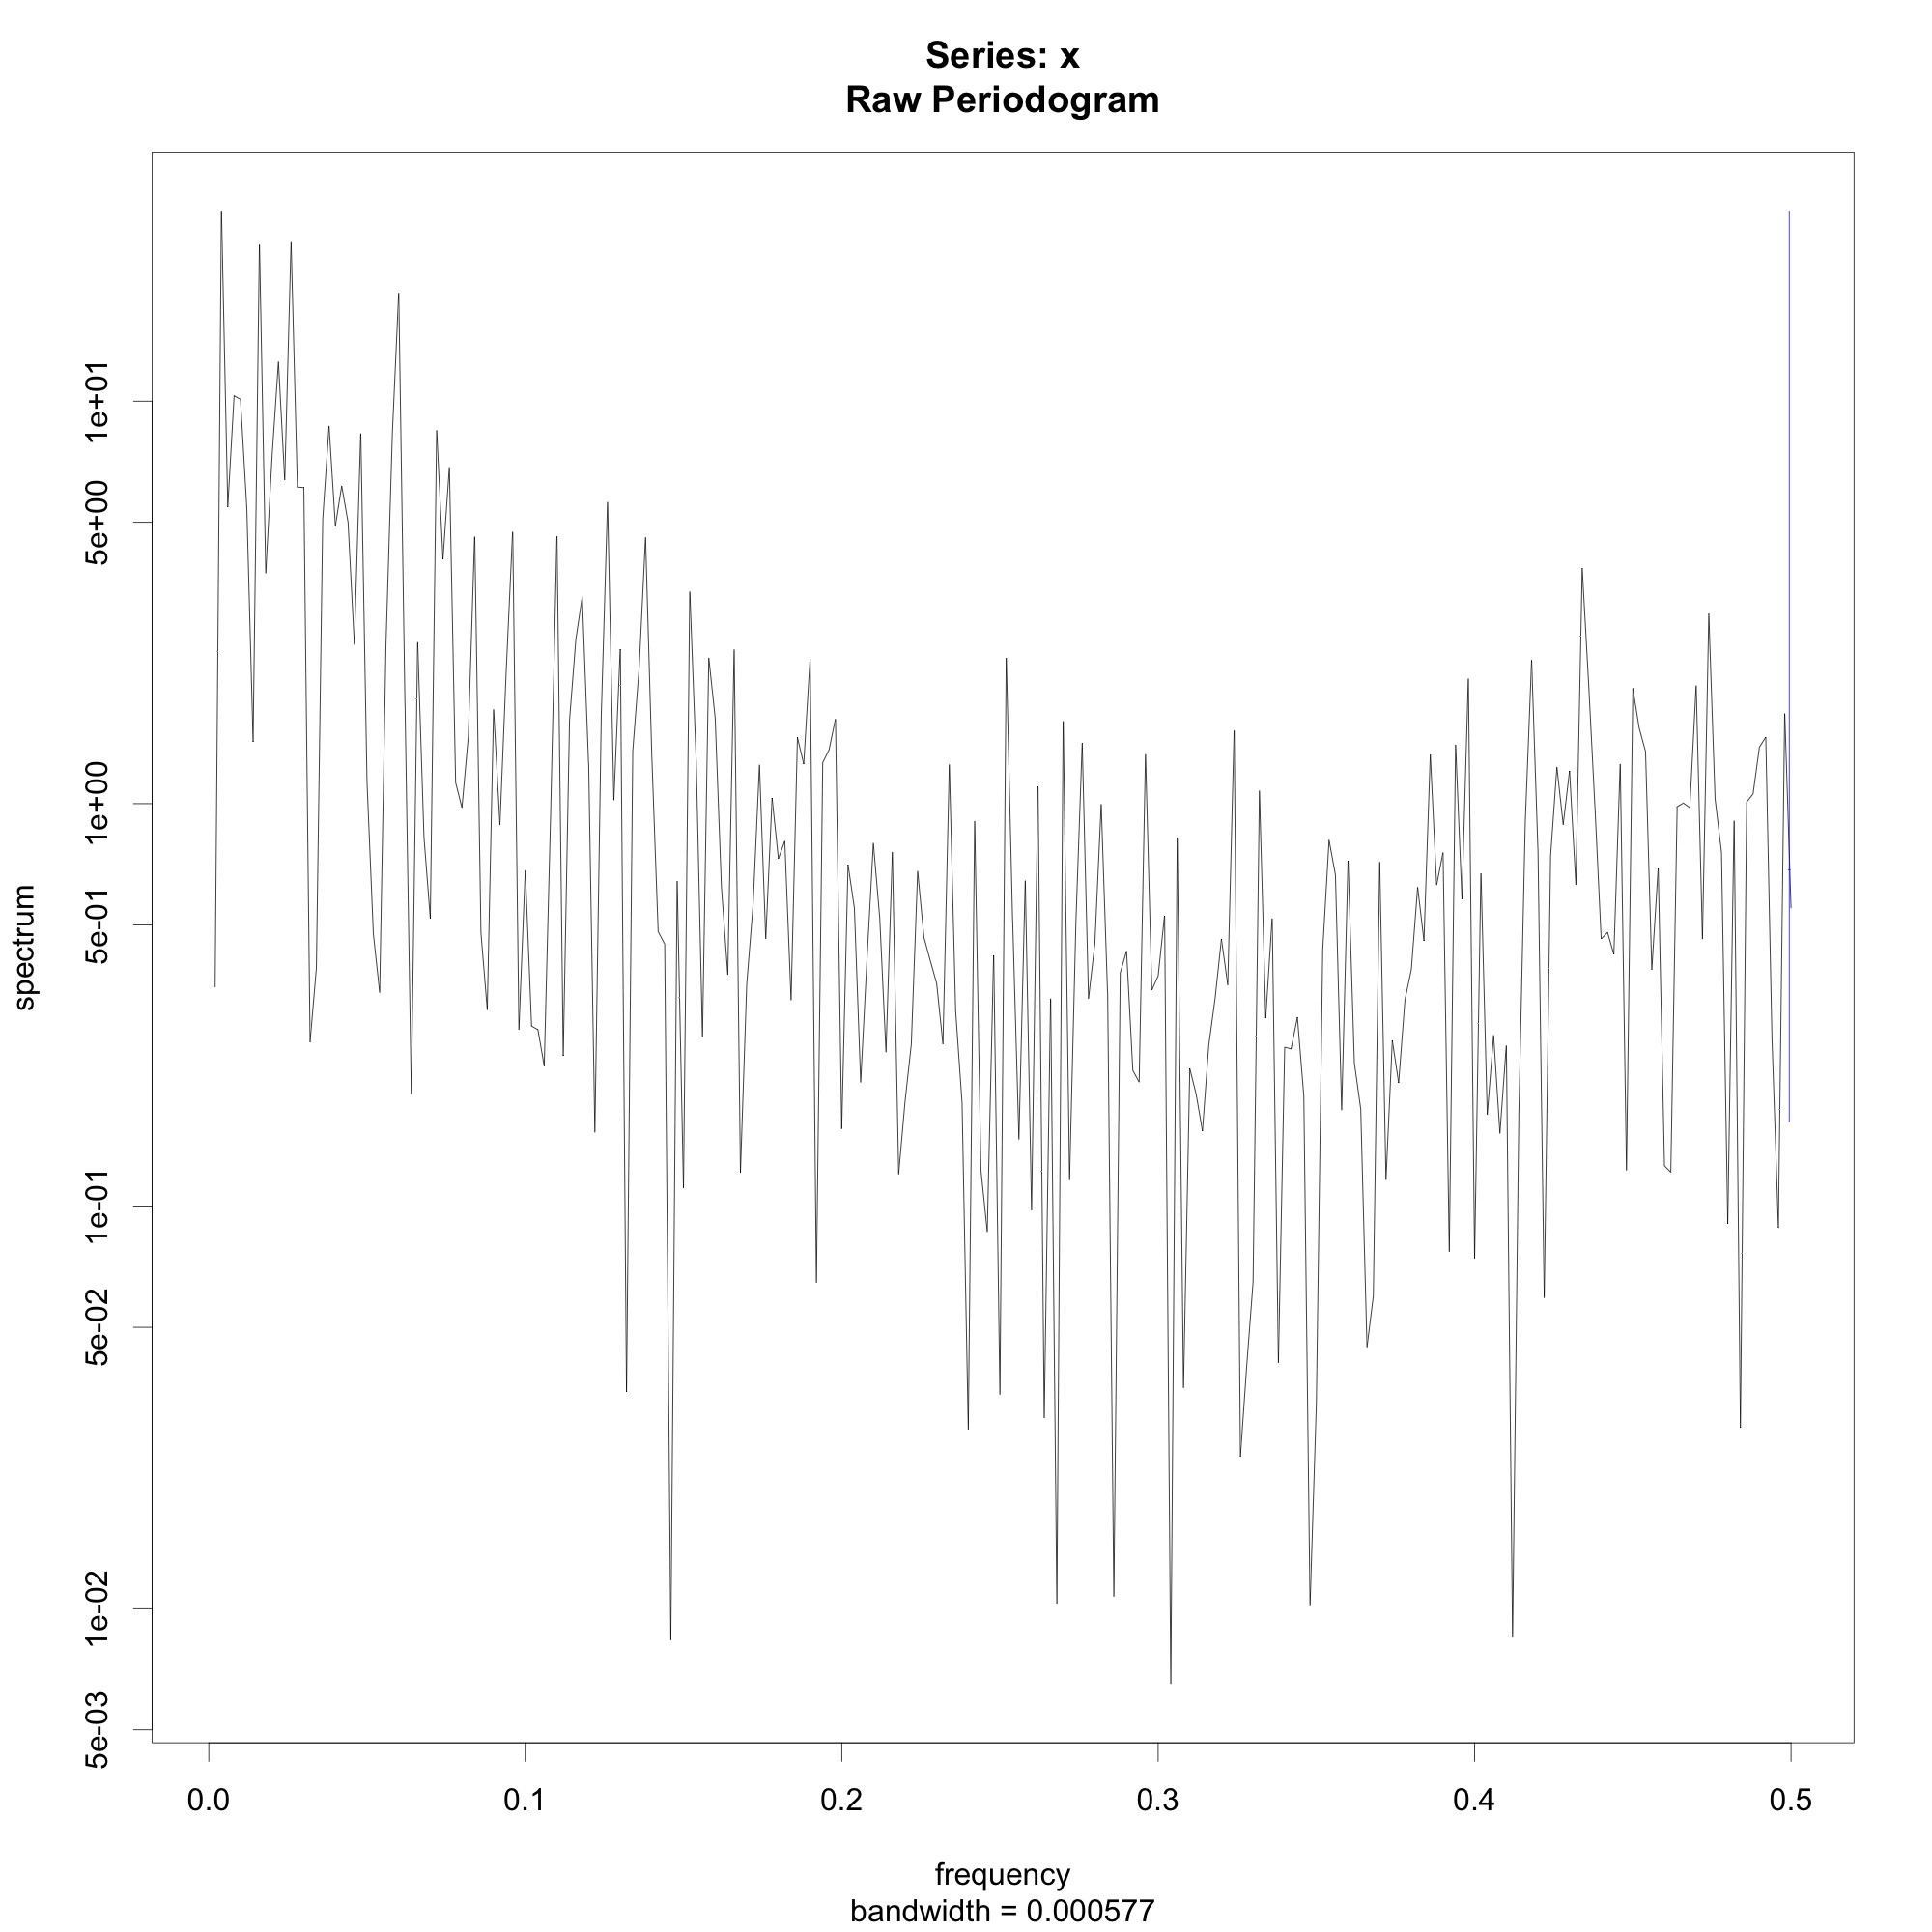 Series: x
Raw Periodogram
spectrum
1e+01
5e+00
1e+00
5e-01
1e-01
5e-02
1e-02
5e-03
0.0 0.1 0.2 0.3 0.4 0.5
frequency
bandwidth = 0.000577